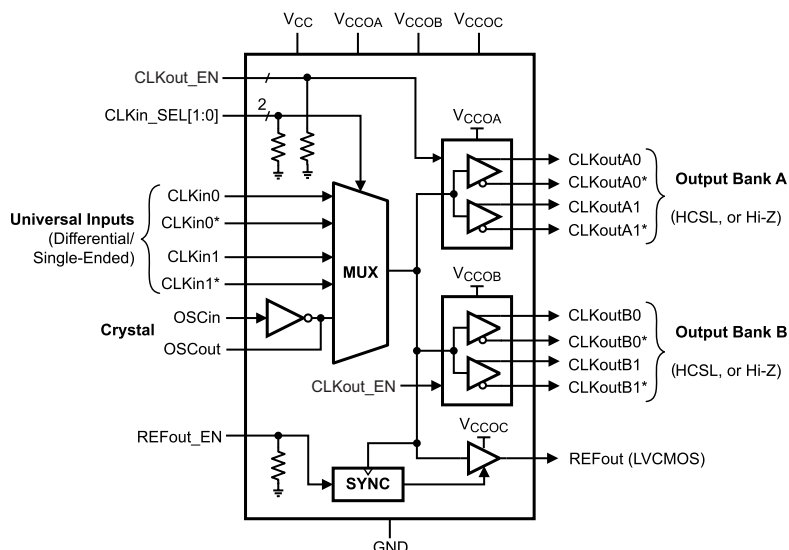 VCC VCCOA VCCOB VCCOC
CLKout_EN
CLKin_SEL[1:0]
2
VCCOA
CLKoutA0
CLKoutA0*
CLKoutA1
CLKoutA1*
Output Bank A
(HCSL, or Hi-Z)
Universal Inputs
(Differential/
Single-Ended)
CLKin0
CLKin0*
CLKin1
CLKin1*
MUX
Crystal
OSCin
OSCout
VCCOB
CLKoutB0
CLKoutB0*
CLKoutB1
CLKoutB1*
Output Bank B
(HCSL, or Hi-Z)
CLKout_EN
REFout_EN
VCCOC
REFout (LVCMOS)
SYNC
GND